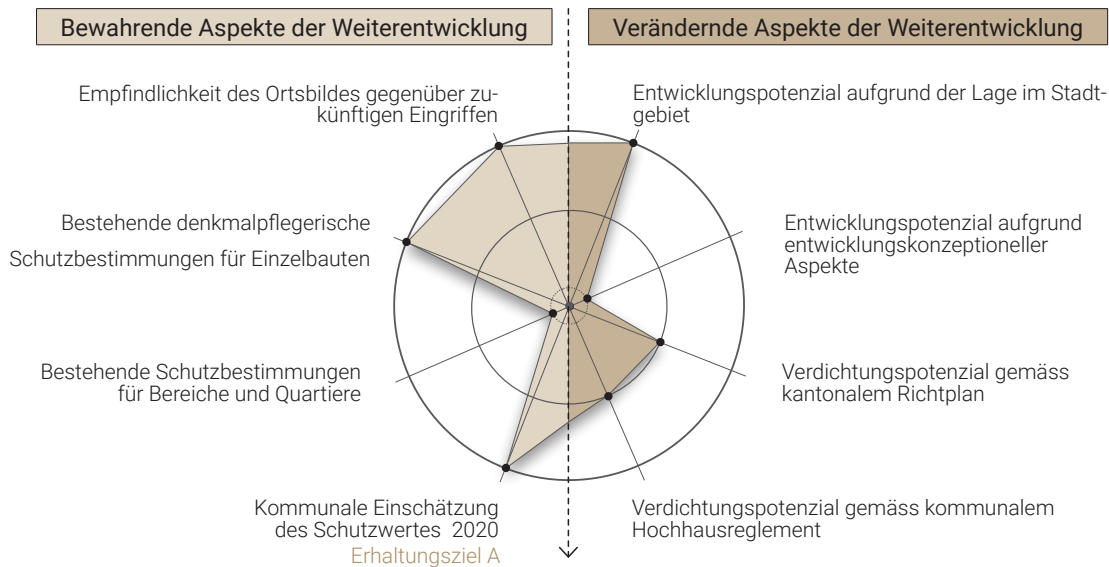 Bewahrende Aspekte der Weiterentwicklung
Verändernde Aspekte der Weiterentwicklung
Empfindlichkeit des Ortsbildes gegenüber zu-
künftigen Eingriffen
Entwicklungspotenzial aufgrund der Lage im Stadt-
gebiet
Bestehende denkmalpflegerische
Schutzbestimmungen für Einzelbauten
Entwicklungspotenzial aufgrund
entwicklungskonzeptioneller
Aspekte
Bestehende Schutzbestimmungen
für Bereiche und Quartiere
Verdichtungspotenzial gemäss
kantonalem Richtplan
Kommunale Einschätzung
des Schutzwertes 2020
Erhaltungsziel A
Verdichtungspotenzial gemäss kommunalem
Hochhausreglement